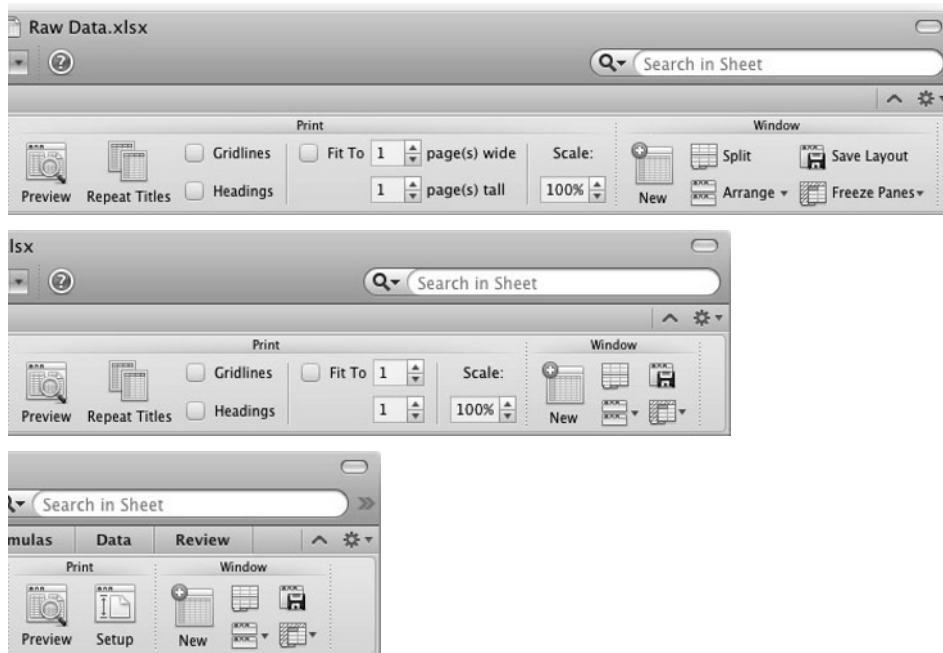 Raw Data.xlsx
Search in Sheet
Print Window
Gridlines Fit To 1 page(s) wide Scale: Split Save Layout
Preview Repeat Titles Headings 1 page(s) tall 100% New Arrange Freeze Panes
lsx
Search in Sheet
Print Window
Gridlines Fit To 1 Scale:
Preview Repeat Titles Headings 1 100% New
Search in Sheet
mulas Data Review
Print Window
Preview Setup New